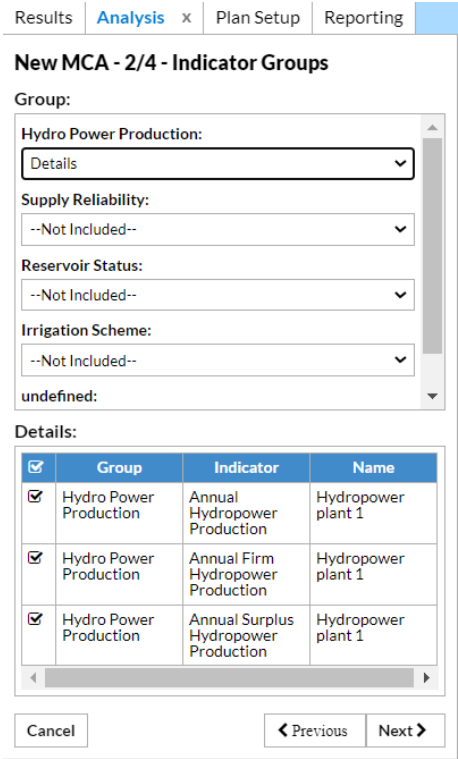 Results Analysis x Plan Setup Reporting
New MCA - 2/4 - Indicator Groups
Group:
Hydro Power Production:
Details
Supply Reliability:
--Not Included--
Reservoir Status:
--Not Included--
Irrigation Scheme:
--Not Included--
undefined:
Details:
Group Indicator Name
Hydro Power Annual Hydropower
Production Hydropower plant 1
Production
Hydro Power Annual Firm Hydropower
Production Hydropower plant 1
Production
Hydro Power Annual Surplus Hydropower
Production Hydropower plant 1
Production
Cancel Previous Next